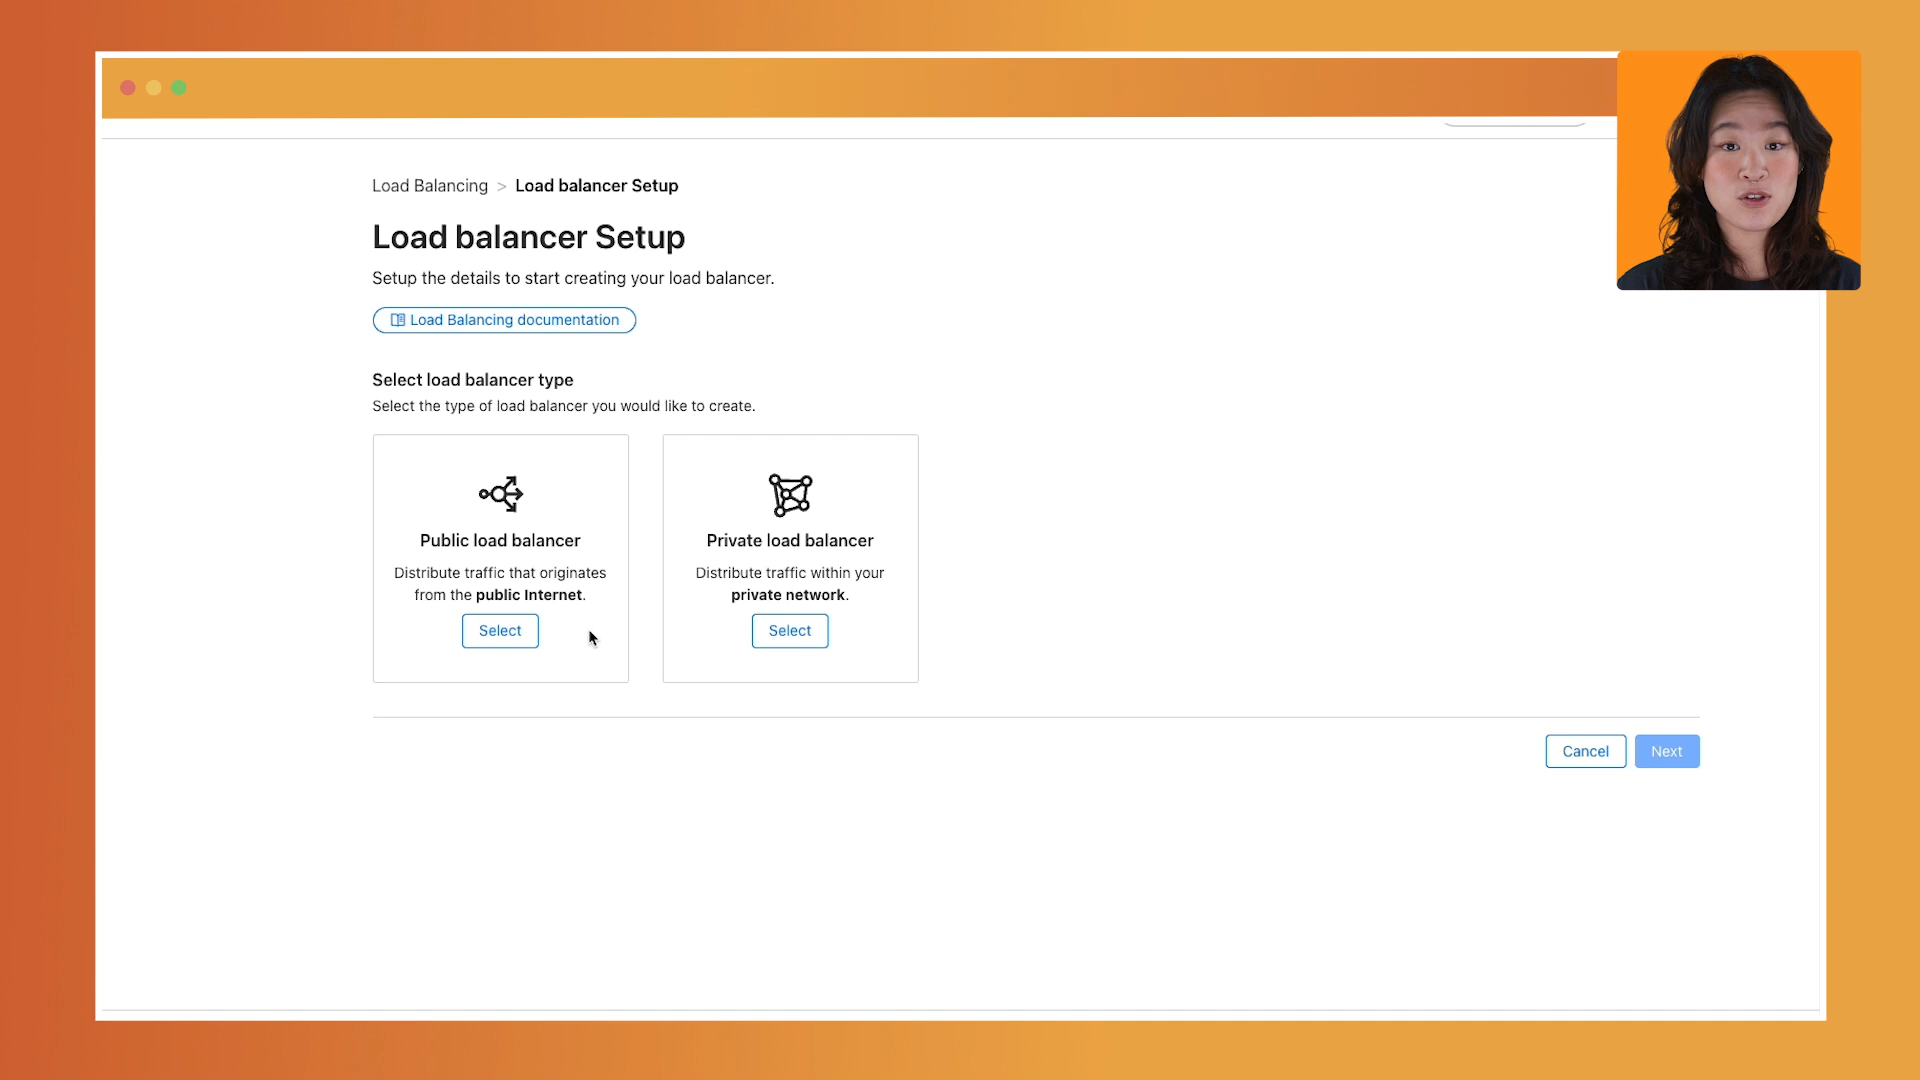 Load Balancing > Load balancer Setup
Load balancer Setup
Setup the details to start creating your load balancer.
Load Balancing documentation
Select load balancer type
Select the type of load balancer you would like to create.
Public load balancer
Distribute traffic that originates
from the public Internet.
Select
Private load balancer
Distribute traffic within your
private network.
Select
Cancel
Next